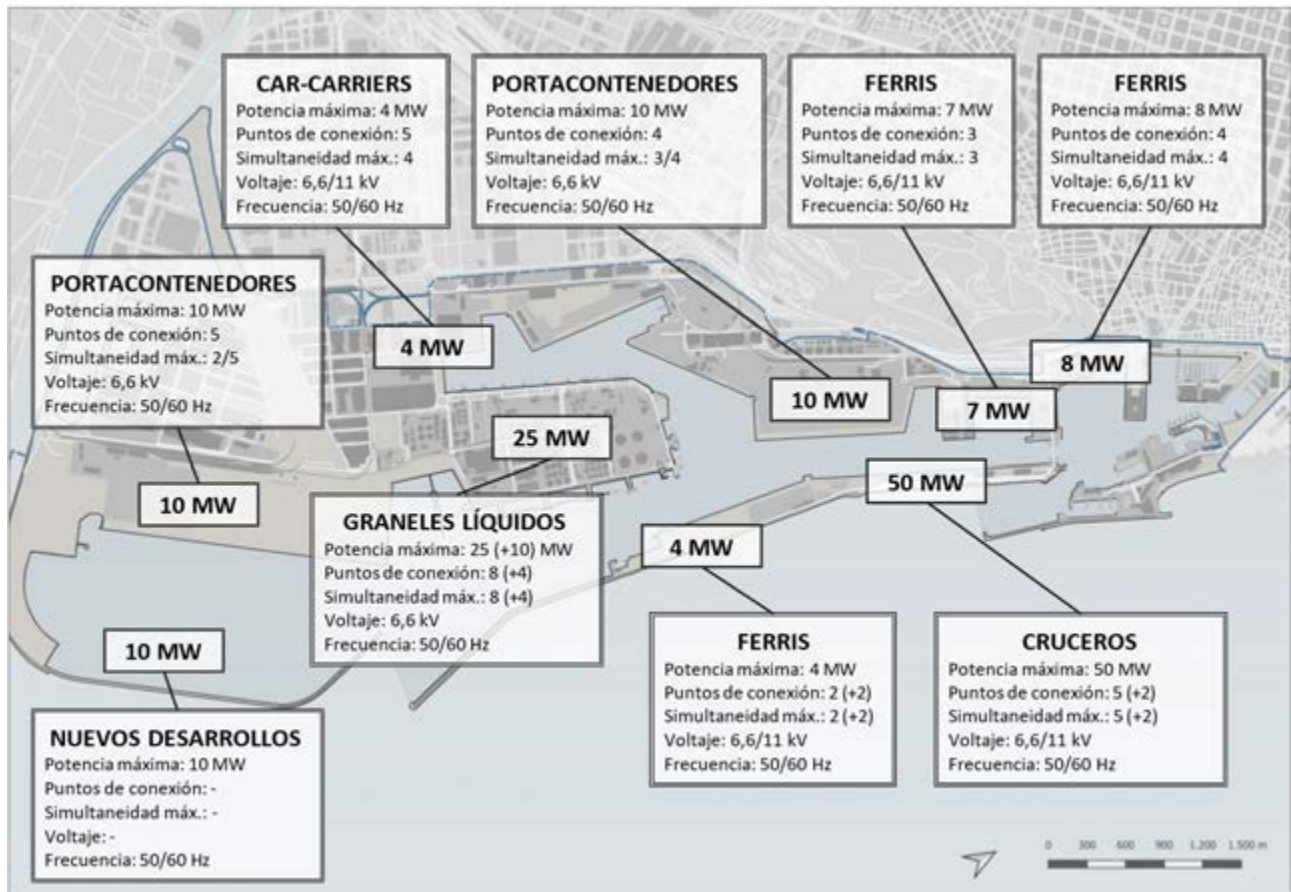 CAR-CARRIERS
Potencia máxima: 4 MW
Puntos de conexión: 5
Simultaneidad máx.: 4
Voltaje: 6,6/11 kV
Frecuencia: 50/60 Hz
PORTACONTENEDORES
Potencia máxima: 10 MW
Puntos de conexión: 4
Simultaneidad máx.: 3/4
Voltaje: 6,6 kV
Frecuencia: 50/60 Hz
FERRIS
Potencia máxima: 7 MW
Puntos de conexión: 3
Simultaneidad máx.: 3
Voltaje: 6,6/11 kV
Frecuencia: 50/60 Hz
FERRIS
Potencia máxima: 8 MW
Puntos de conexión: 4
Simultaneidad máx.: 4
Voltaje: 6,6/11 kV
Frecuencia: 50/60 Hz
PORTACONTENEDORES
Potencia máxima: 10 MW
Puntos de conexión: 5
Simultaneidad máx.: 2/5
Voltaje: 6,6 kV
Frecuencia: 50/60 Hz
4 MW
8 MW
10 MW
7 MW
25 MW
50 MW
10 MW
4 MW
GRANELES LÍQUIDOS
Potencia máxima: 25 (+10) MW
Puntos de conexión: 8 (+4)
Simultaneidad máx.: 8 (+4)
Voltaje: 6,6 kV
Frecuencia: 50/60 Hz
10 MW
FERRIS
Potencia máxima: 4 MW
Puntos de conexión: 2 (+2)
Simultaneidad máx.: 2 (+2)
Voltaje: 6,6/11 kV
Frecuencia: 50/60 Hz
CRUCEROS
Potencia máxima: 50 MW
Puntos de conexión: 5 (+2)
Simultaneidad máx.: 5 (+2)
Voltaje: 6,6/11 kV
Frecuencia: 50/60 Hz
NUEVOS DESARROLLOS
Potencia máxima: 10 MW
Puntos de conexión: -
Simultaneidad máx.: -
Voltaje: -
Frecuencia: 50/60 Hz
0 300 600 900 1.200 1.500 m